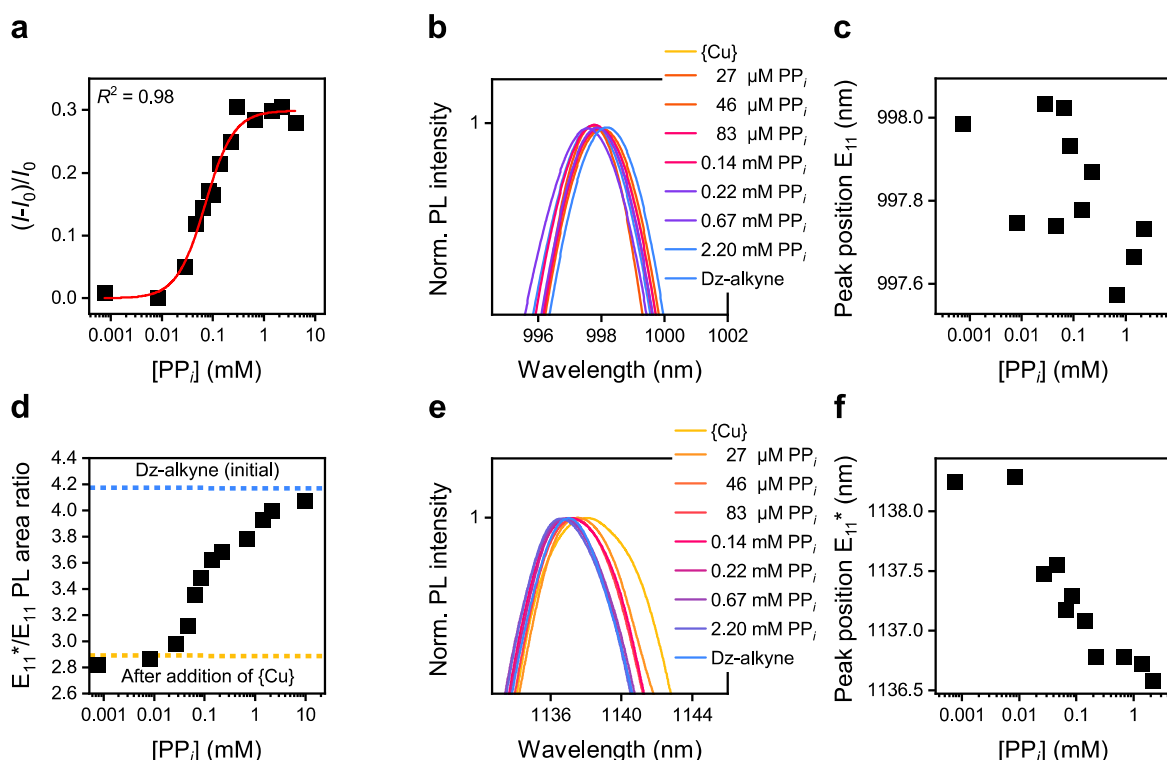 a
R² = 0.98
(I-I₀)/I₀
0.3
0.2
0.1
0.0
0.001 0.01 0.1 1 10
[PPᵢ] (mM)
b
Norm. PL intensity
1
996 998 1000 1002
Wavelength (nm)
{Cu}
27 µM PPᵢ
46 µM PPᵢ
83 µM PPᵢ
0.14 mM PPᵢ
0.22 mM PPᵢ
0.67 mM PPᵢ
2.20 mM PPᵢ
Dz-alkyne
c
Peak position E₁₁ (nm)
998.0
997.8
997.6
0.001 0.01 0.1 1
[PPᵢ] (mM)
d
E₁₁*/E₁₁ PL area ratio
4.4
4.2
4.0
3.8
3.6
3.4
3.2
3.0
2.8
2.6
Dz-alkyne (initial)
After addition of {Cu}
0.001 0.01 0.1 1 10
[PPᵢ] (mM)
e
Norm. PL intensity
1
1136 1140 1144
Wavelength (nm)
{Cu}
27 µM PPᵢ
46 µM PPᵢ
83 µM PPᵢ
0.14 mM PPᵢ
0.22 mM PPᵢ
0.67 mM PPᵢ
2.20 mM PPᵢ
Dz-alkyne
f
Peak position E₁₁* (nm)
1138.0
1137.5
1137.0
1136.5
0.001 0.01 0.1 1
[PPᵢ] (mM)